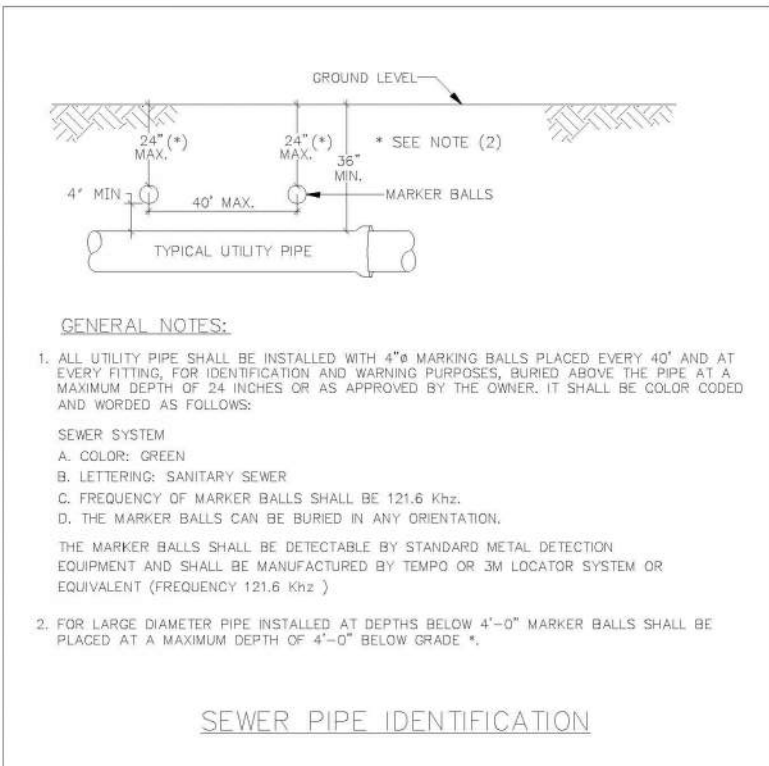 GROUND LEVEL
24"(*)
MAX.
24"(*)
MAX.
* SEE NOTE (2)
36"
MIN.
4" MIN
40' MAX.
MARKER BALLS
TYPICAL UTILITY PIPE
GENERAL NOTES:
1. ALL UTILITY PIPE SHALL BE INSTALLED WITH 4"ø MARKING BALLS PLACED EVERY 40' AND AT
EVERY FITTING, FOR IDENTIFICATION AND WARNING PURPOSES, BURIED ABOVE THE PIPE AT A
MAXIMUM DEPTH OF 24 INCHES OR AS APPROVED BY THE OWNER. IT SHALL BE COLOR CODED
AND WORDED AS FOLLOWS:
SEWER SYSTEM
A. COLOR: GREEN
B. LETTERING: SANITARY SEWER
C. FREQUENCY OF MARKER BALLS SHALL BE 121.6 Khz.
D. THE MARKER BALLS CAN BE BURIED IN ANY ORIENTATION.
THE MARKER BALLS SHALL BE DETECTABLE BY STANDARD METAL DETECTION
EQUIPMENT AND SHALL BE MANUFACTURED BY TEMPO OR 3M LOCATOR SYSTEM OR
EQUIVALENT (FREQUENCY 121.6 Khz )
2. FOR LARGE DIAMETER PIPE INSTALLED AT DEPTHS BELOW 4'-0" MARKER BALLS SHALL BE
PLACED AT A MAXIMUM DEPTH OF 4'-0" BELOW GRADE *.
SEWER PIPE IDENTIFICATION